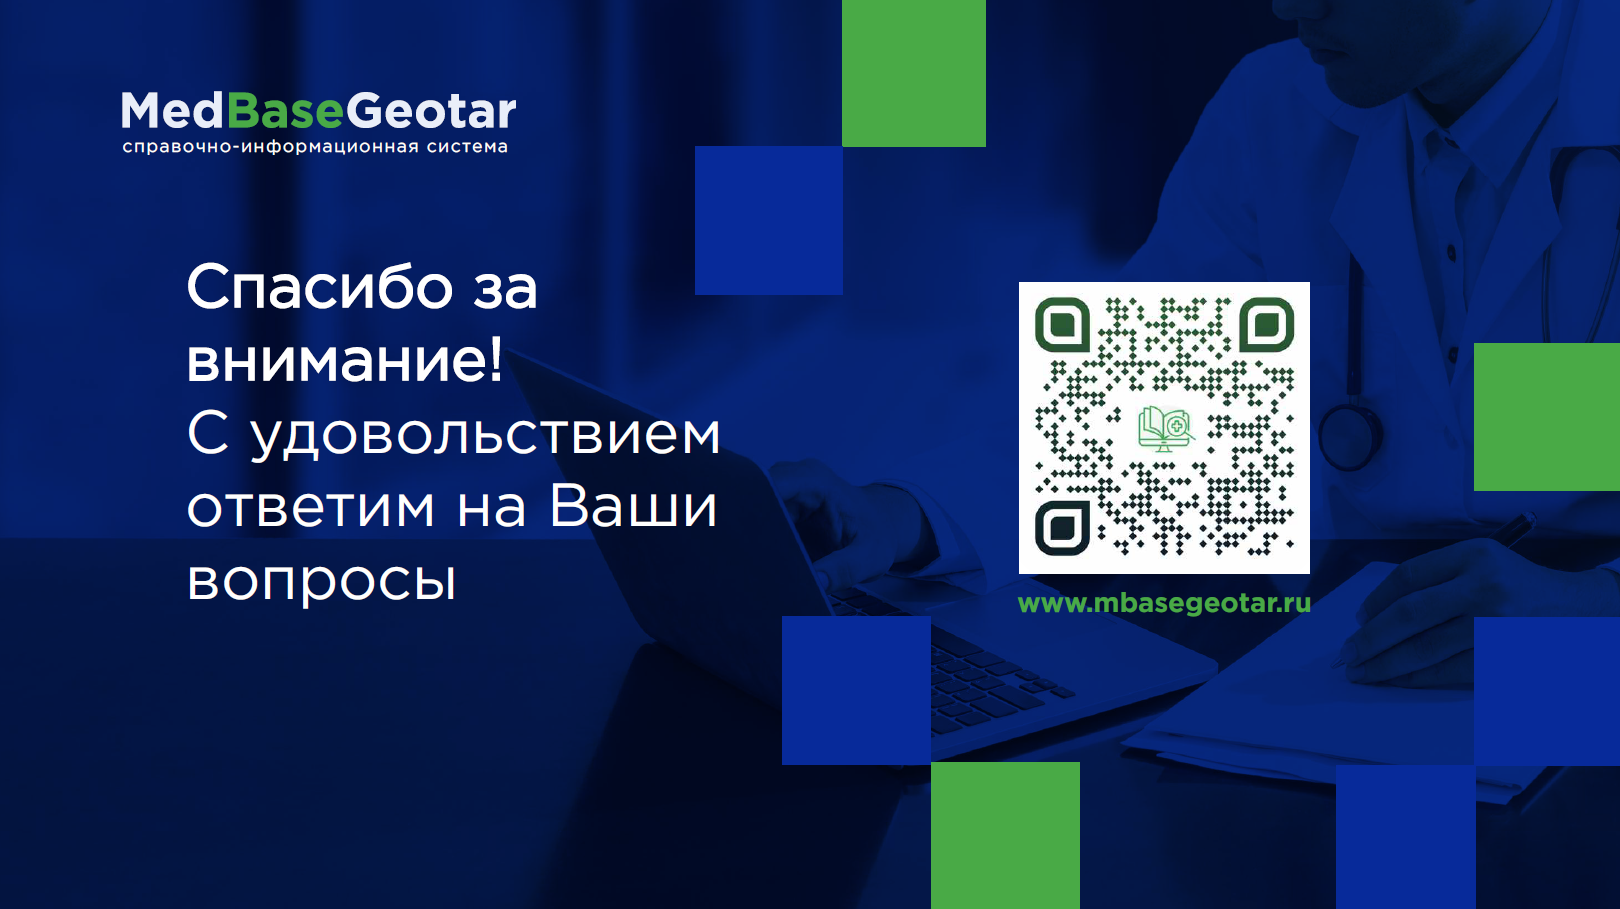 MedBaseGeotar
справочно-информационная система
Спасибо за
внимание!
С удовольствием
ответим на Ваши
вопросы
www.mbasegeotar.ru